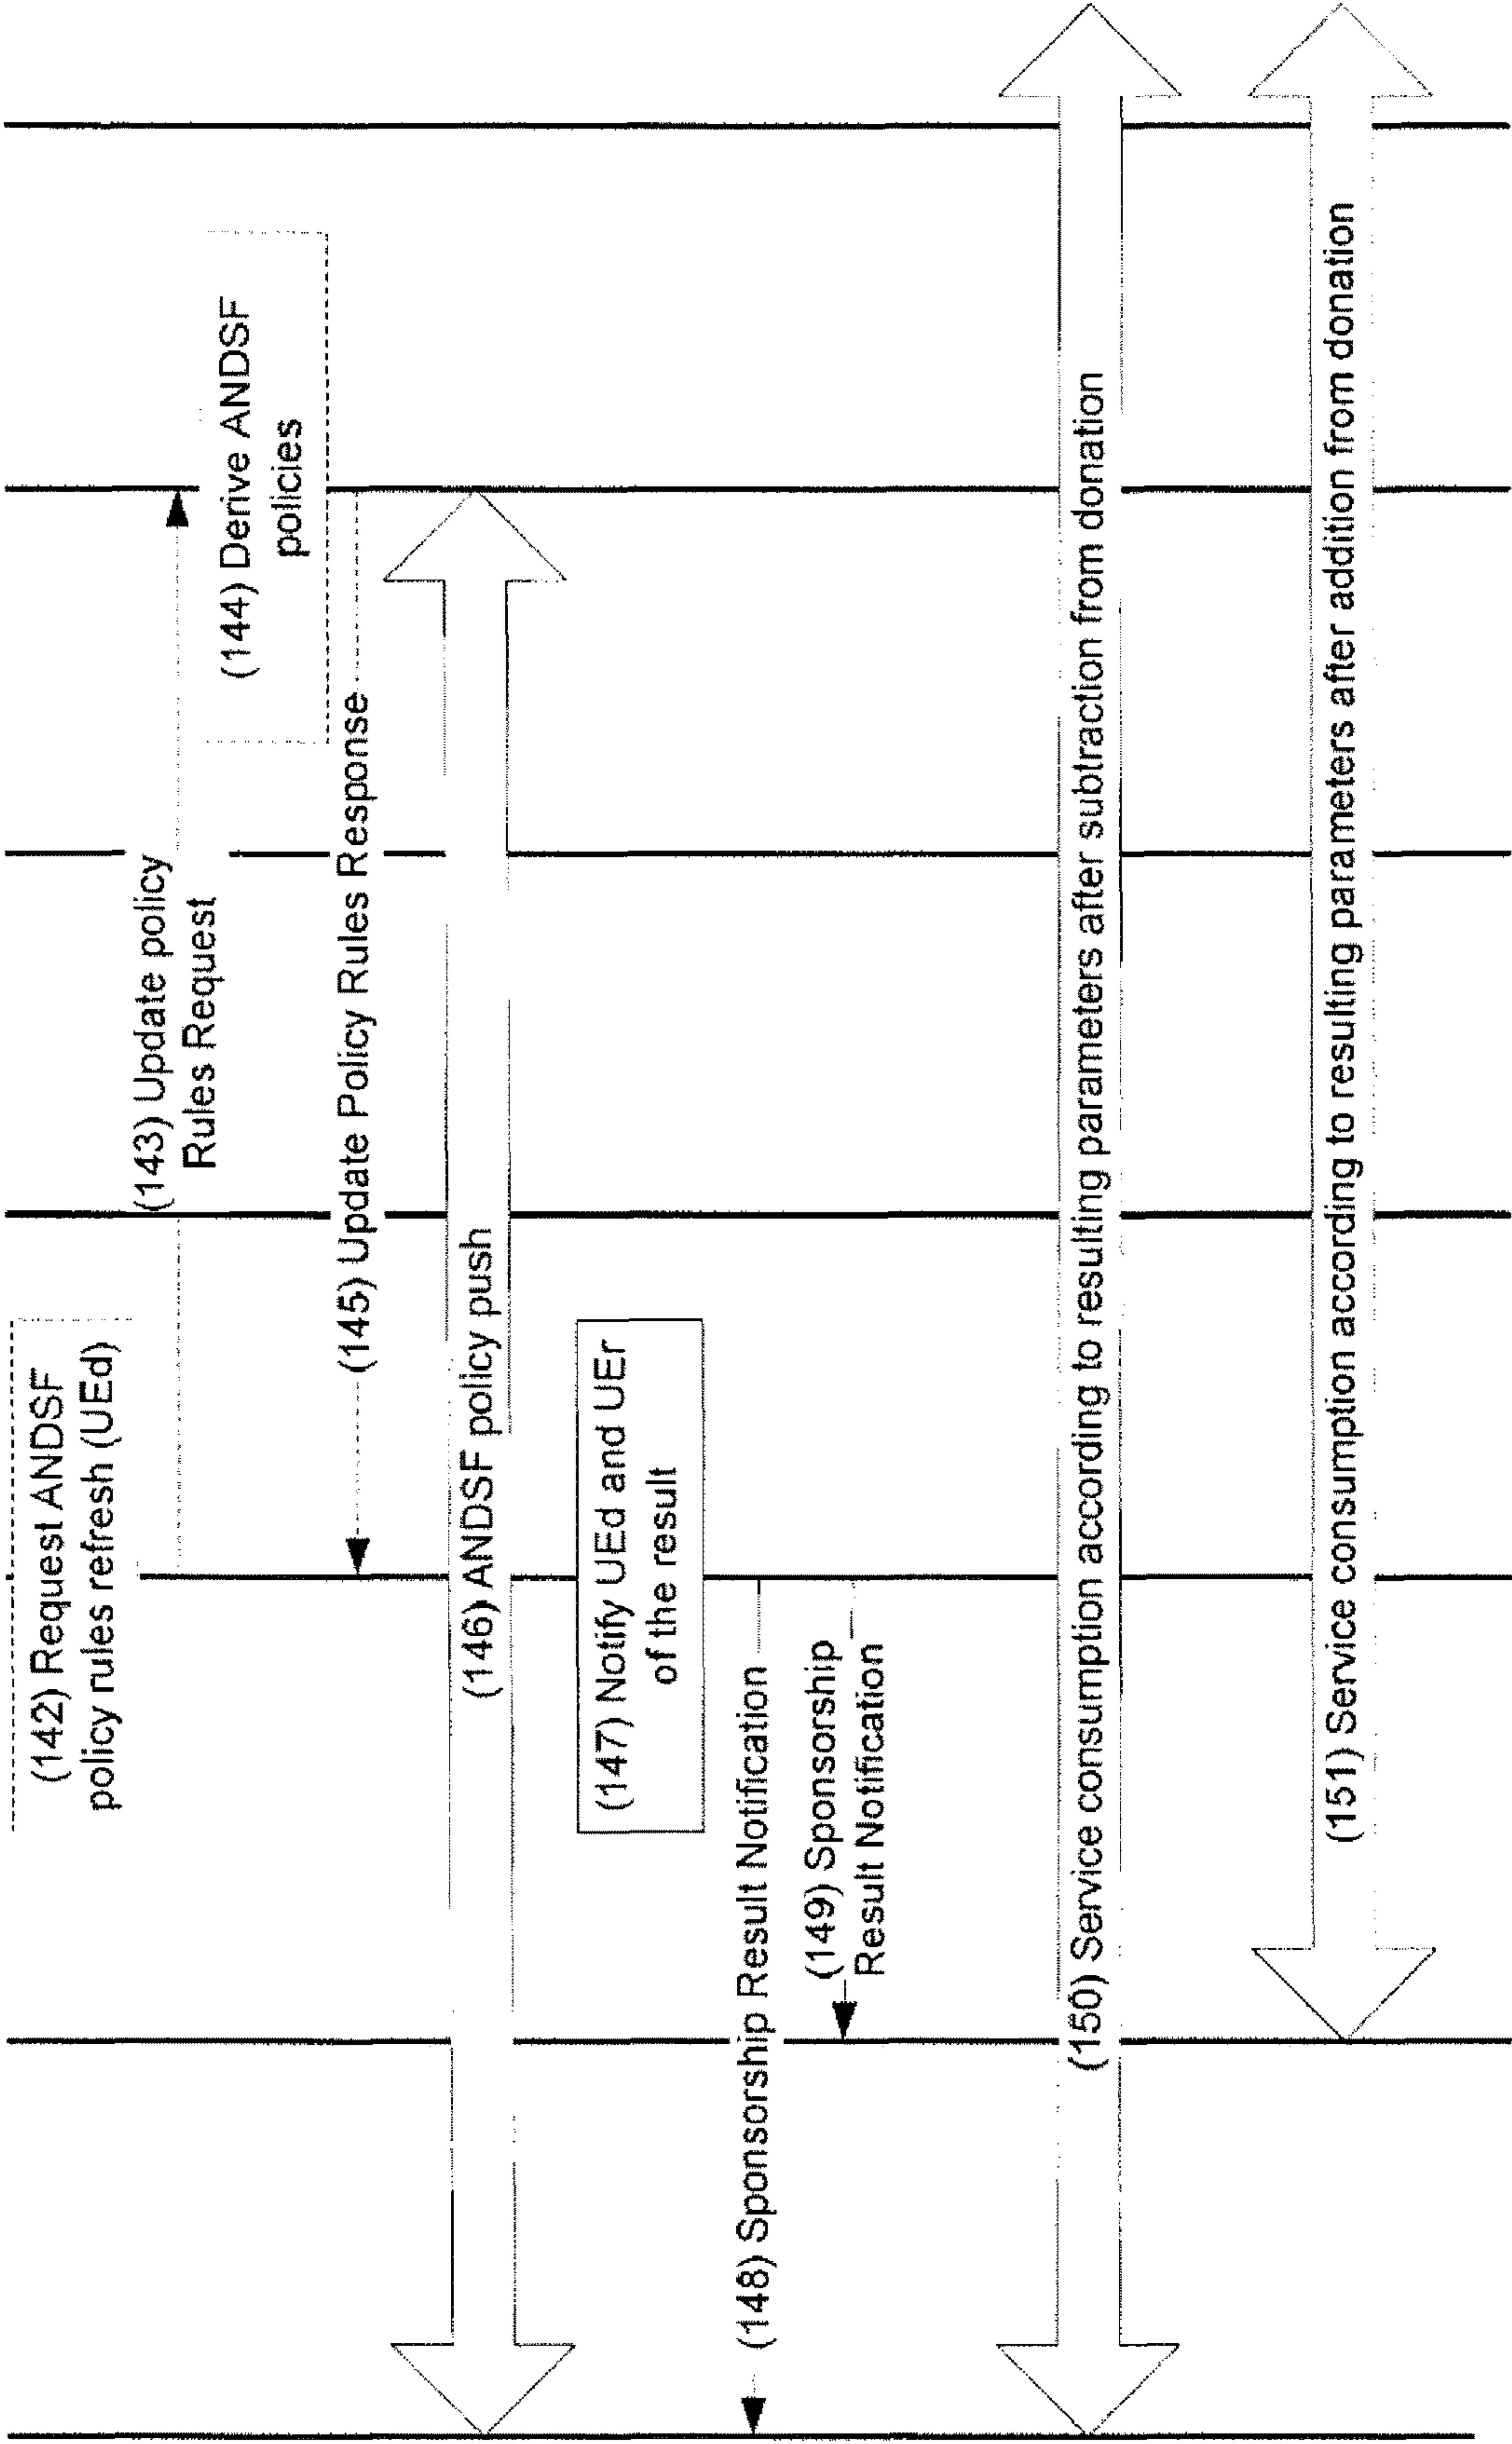 (142) Request ANDSF
policy rules refresh (UEd)
(143) Update policy
Rules Request
(144) Derive ANDSF
policies
(145) Update Policy Rules Response
(146) ANDSF policy push
(147) Notify UEd and UEr
of the result
(148) Sponsorship Result Notification
(149) Sponsorship
Result Notification
(150) Service consumption according to resulting parameters after subtraction from donation
(151) Service consumption according to resulting parameters after addition from donation